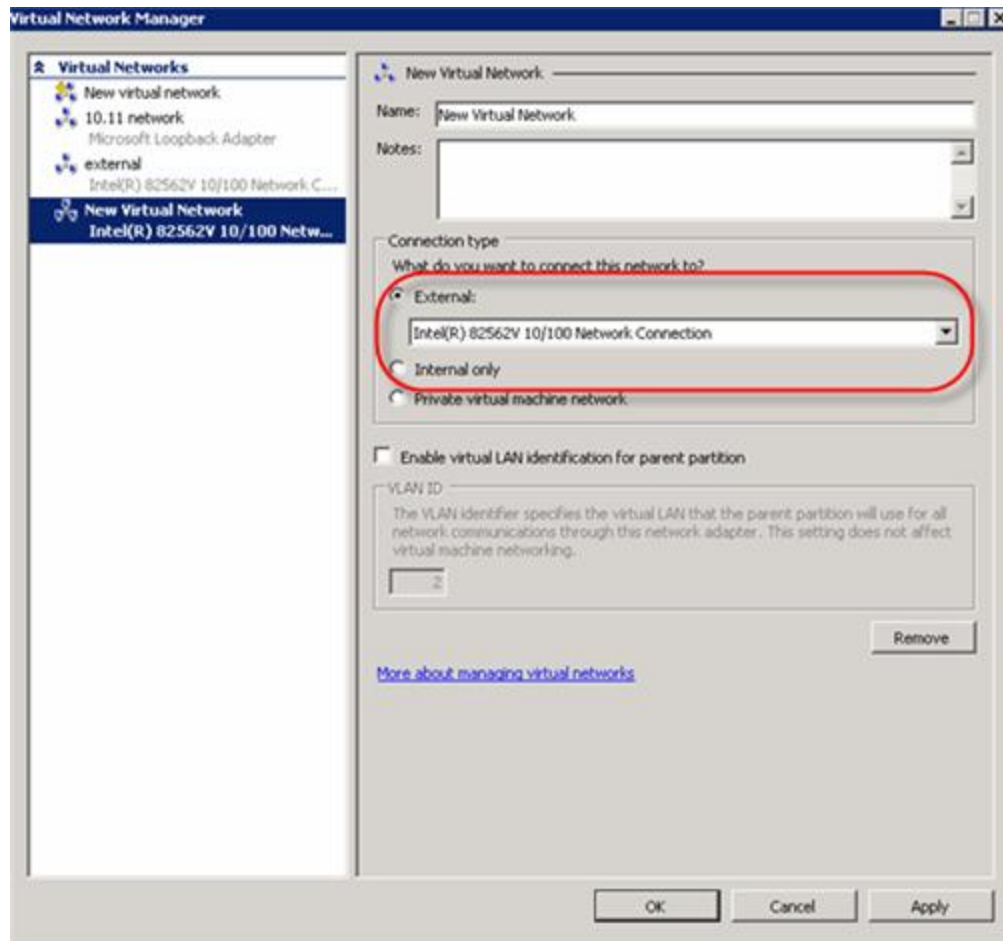 Virtual Network Manager
Virtual Networks
New virtual network
10.11 network
Microsoft Loopback Adapter
external
Intel(R) 82562V 10/100 Network C...
New Virtual Network
Intel(R) 82562V 10/100 Netw...
New Virtual Network
Name: New Virtual Network
Notes:
Connection type
What do you want to connect this network to?
External:
Intel(R) 82562V 10/100 Network Connection
Internal only
Private virtual machine network
Enable virtual LAN identification for parent partition
VLAN ID
The VLAN identifier specifies the virtual LAN that the parent partition will use for all
network communications through this network adapter. This setting does not affect
virtual machine networking.
2
Remove
More about managing virtual networks
OK Cancel Apply